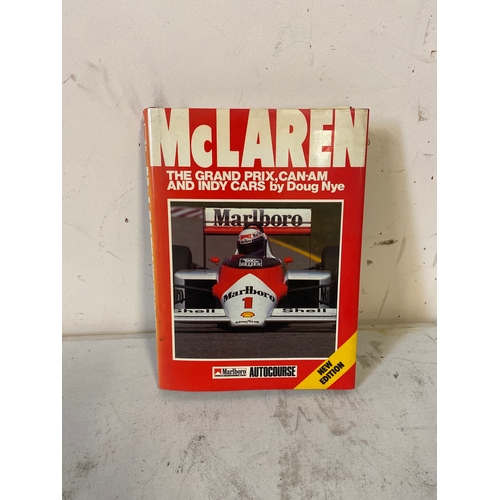 McLAREN
THE GRAND PRIX, CAN-AM
AND INDY CARS by Doug Nye
Marlboro
Marlboro
1
Shell
Shell
Marlboro
AUTOCOURSE
NEW
EDITION